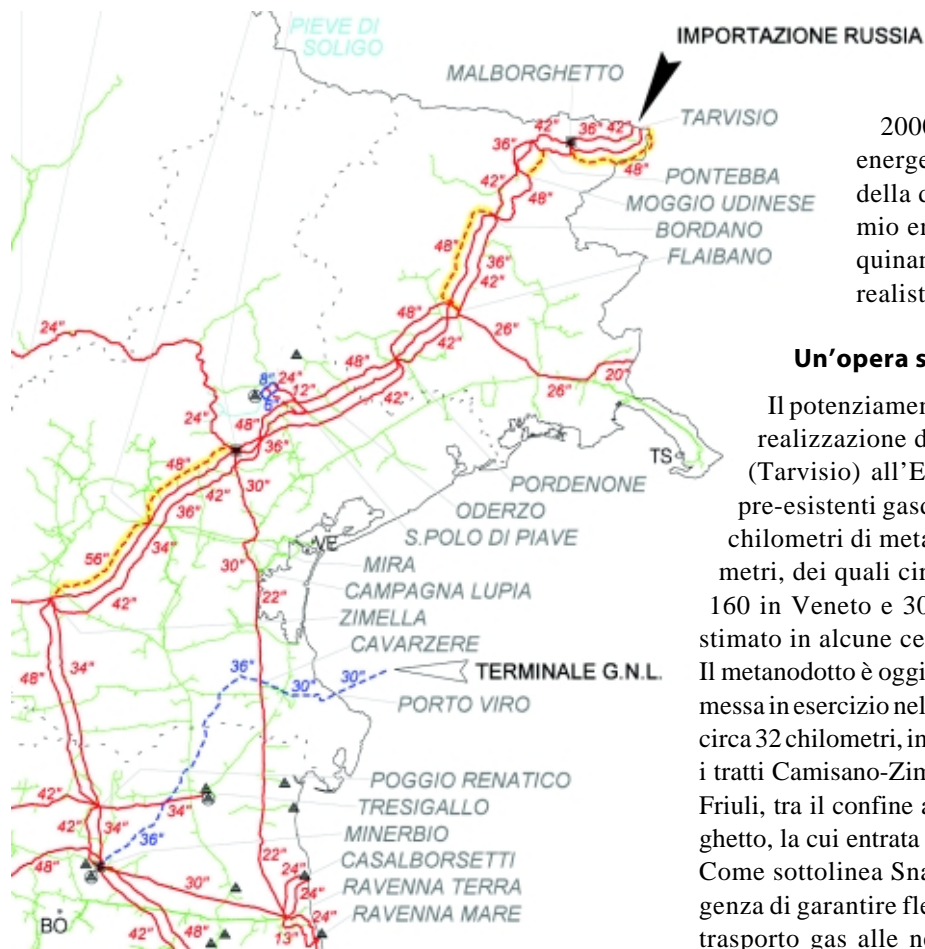 PIEVE DI
SOLIGO
IMPORTAZIONE RUSSIA
MALBORGHETTO
TARVISIO
42"
36"
42"
36"
48"
PONTEBBA
42"
48"
MOGGIO UDINESE
BORDANO
48"
36"
FLAIBANO
42"
24"
48"
26"
48"
42"
20"
8"
24"
12"
42"
26"
6"
24"
48"
36"
TS
48"
42"
30"
PORDENONE
36"
ODERZO
34"
S.POLO DI PIAVE
56"
VE
30"
MIRA
42"
22"
CAMPAGNA LUPIA
ZIMELLA
34"
CAVARZERE
48"
36"
30"
30"
TERMINALE G.N.L.
PORTO VIRO
POGGIO RENATICO
42"
TRESIGALLO
34"
42"
34"
MINERBIO
36"
48"
22"
24"
CASALBORSETTI
30"
24"
RAVENNA TERRA
24"
RAVENNA MARE
BO
48"
13"
42"
2000
energe
della d
mio en
quinan
realist
Un'opera s
Il potenziamen
realizzazione d
(Tarvisio) all'E
pre-esistenti gasd
chilometri di meta
metri, dei quali cir
160 in Veneto e 30
stimato in alcune ce
Il metanodotto è oggi
messa in esercizio nel
circa 32 chilometri, in
i tratti Camisano-Zim
Friuli, tra il confine a
ghetto, la cui entrata
Come sottolinea Sna
genza di garantire fle
trasporto gas alle ne